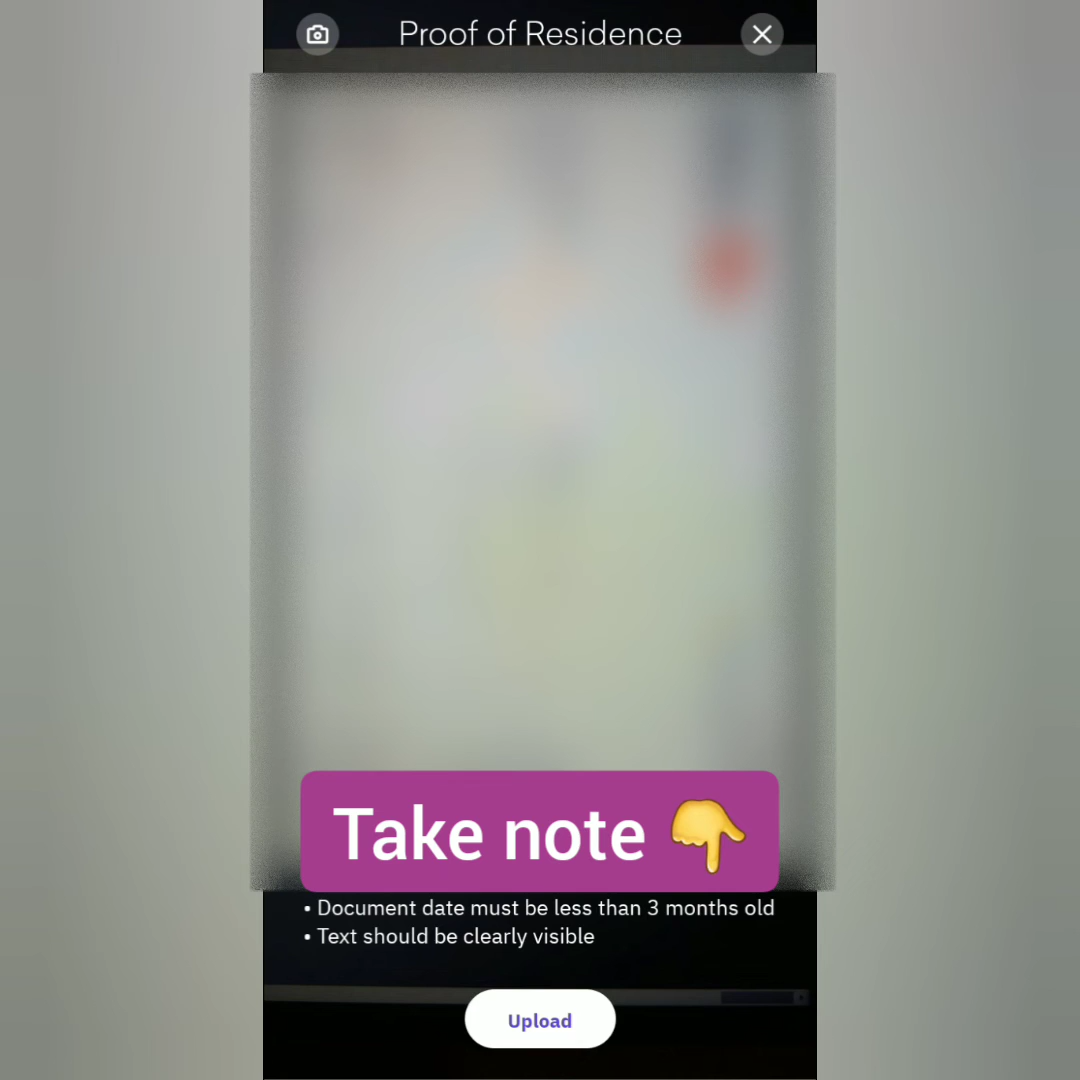 Proof of Residence
Take note 👇
• Document date must be less than 3 months old
• Text should be clearly visible
Upload